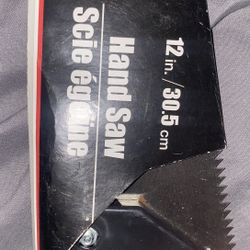 12 in. / 30.5 cm
Hand Saw
Scie égoïne